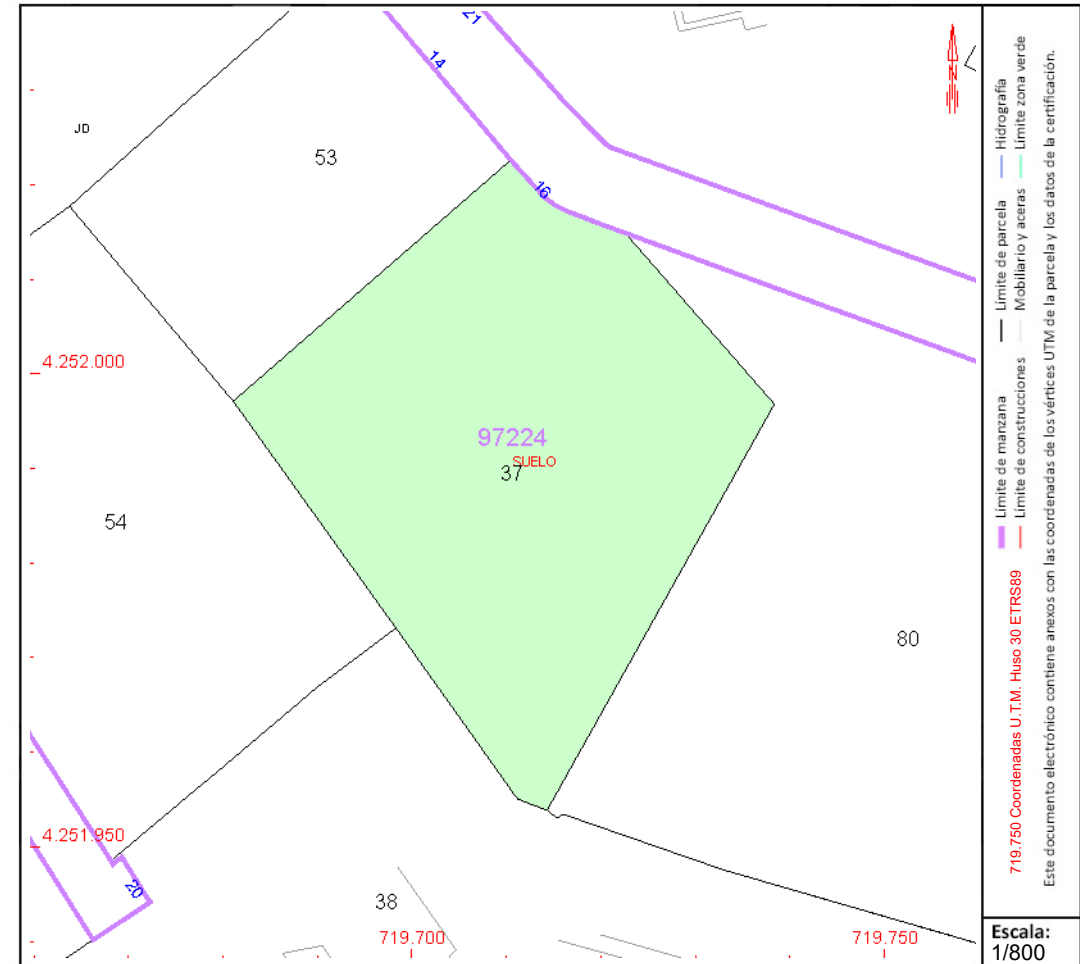 21
14
JD
53
16
4.252.000
97224
SUELO
37
54
80
4.251.950
20
38
719.700
719.750
719.750 Coordenadas U.T.M. Huso 30 ETRS89
Límite de manzana
Límite de parcela
Hidrografía
Límite de construcciones
Mobiliario y aceras
Límite zona verde
Este documento electrónico contiene anexos con las coordenadas de los vértices UTM de la parcela y los datos de la certificación.
Escala:
1/800